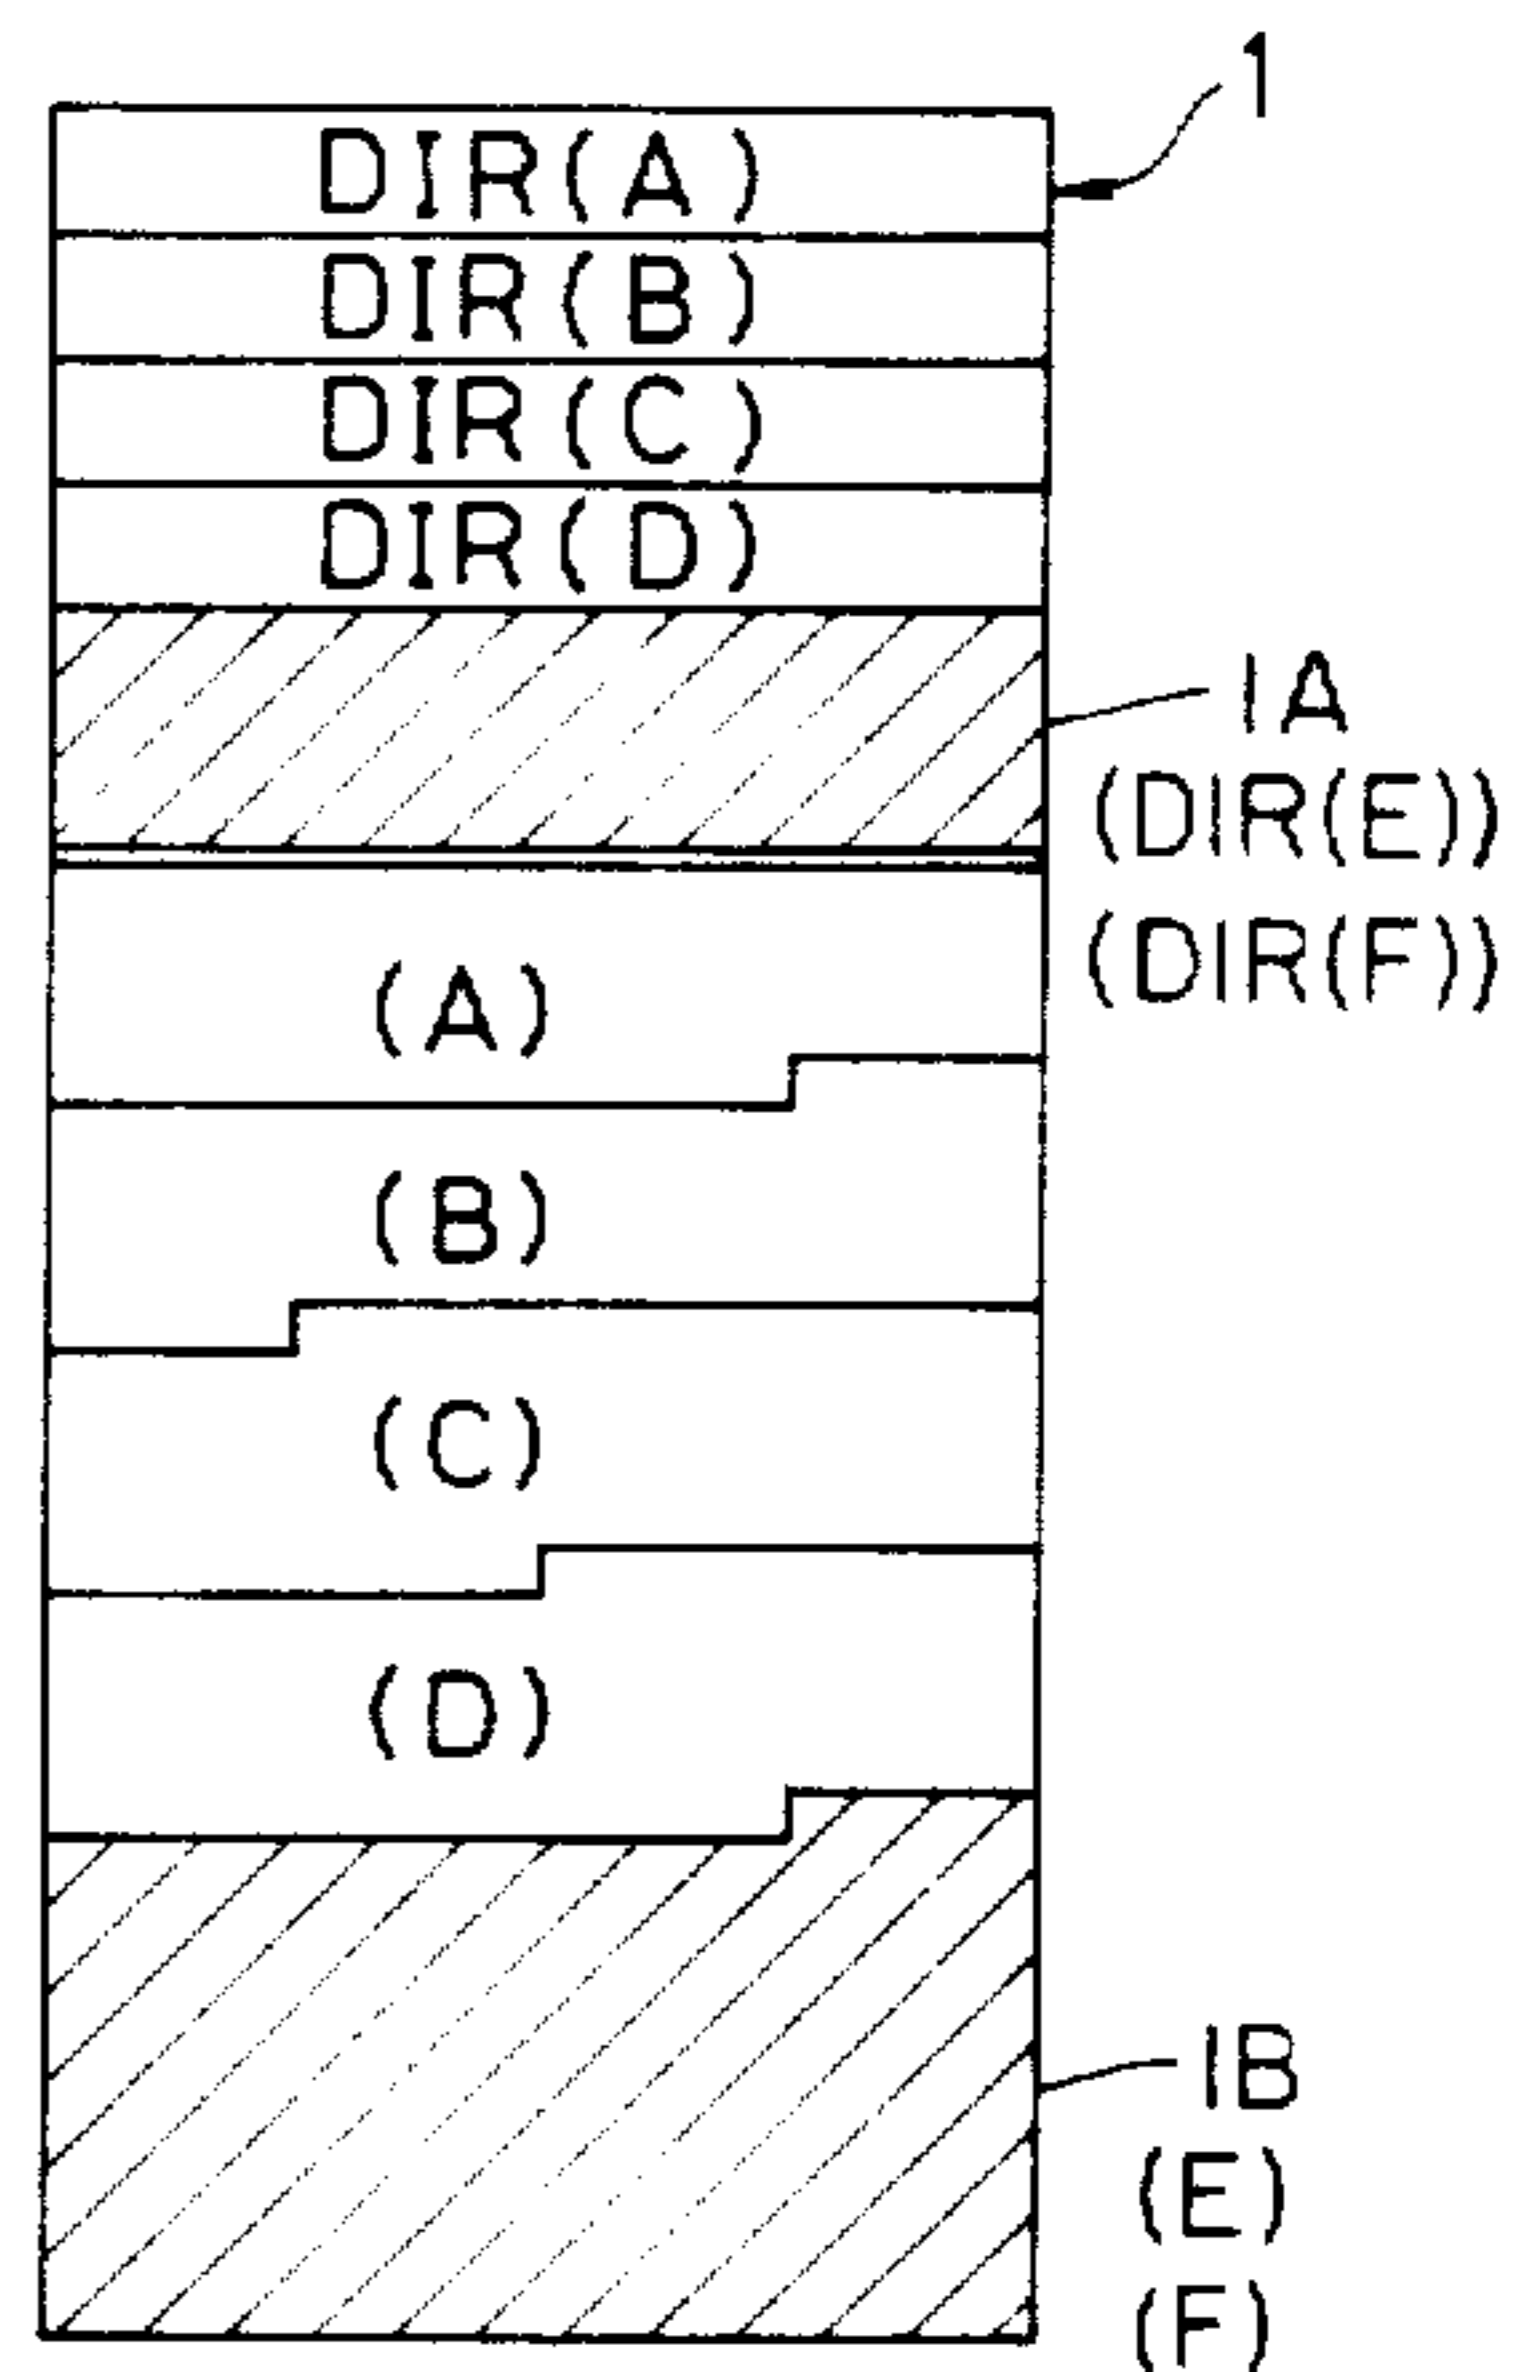 1
DIR(A)
DIR(B)
DIR(C)
DIR(D)
1A
(DIR(E))
(DIR(F))
(A)
(B)
(C)
(D)
1B
(E)
(F)